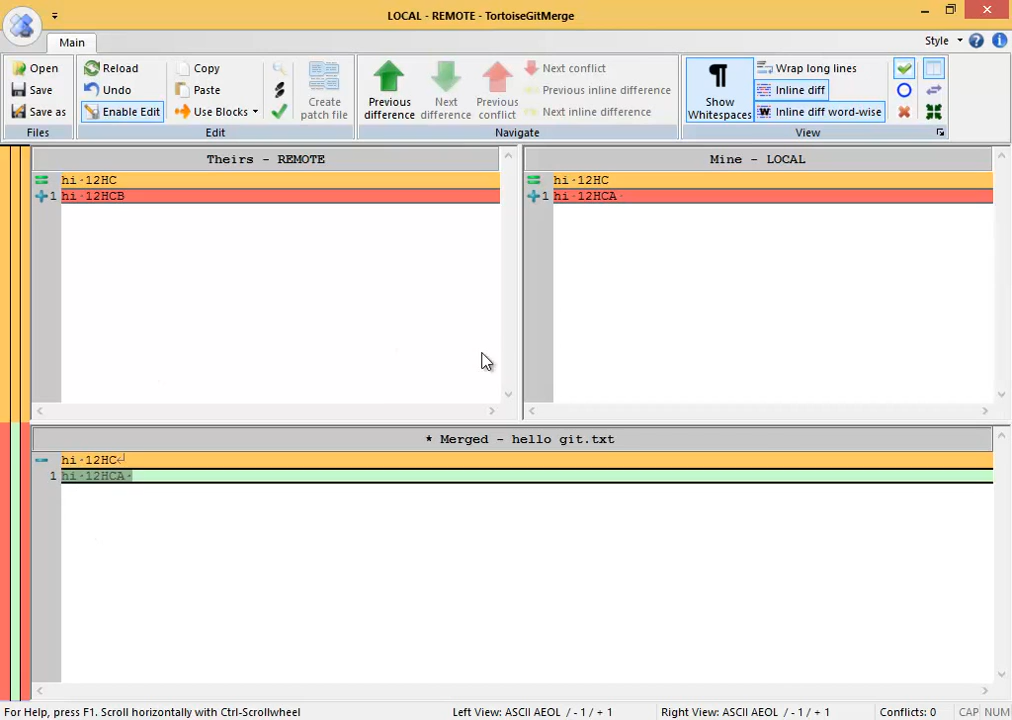 LOCAL - REMOTE - TortoiseGitMerge
Main
Style
Open
Save
Save as
Files
Reload
Undo
Enable Edit
Copy
Paste
Use Blocks
Edit
Create patch file
Previous difference
Next difference
Previous conflict
Next conflict
Previous inline difference
Next inline difference
Navigate
Show Whitespaces
Wrap long lines
Inline diff
Inline diff word-wise
View
Theirs - REMOTE
hi·12HC
1 hi·12HCB
Mine - LOCAL
hi·12HC
1 hi·12HCA·
* Merged - hello git.txt
hi·12HC↲
1 hi·12HCA·
For Help, press F1. Scroll horizontally with Ctrl-Scrollwheel
Left View: ASCII AEOL / - 1 / + 1
Right View: ASCII AEOL / - 1 / + 1
Conflicts: 0
CAP
NUM